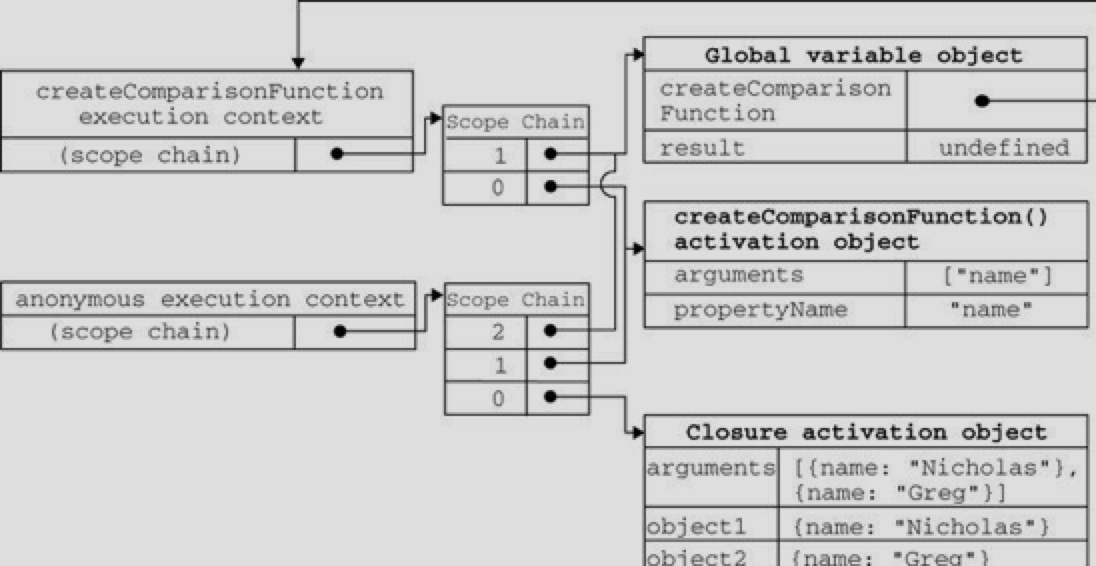 createComparisonFunction
execution context
(scope chain)
Scope Chain
1
0
Global variable object
createComparison
Function
result undefined
createComparisonFunction()
activation object
arguments ["name"]
propertyName "name"
anonymous execution context
(scope chain)
Scope Chain
2
1
0
Closure activation object
arguments [{name: "Nicholas"},
{name: "Greg"}]
object1 {name: "Nicholas"}
object2 {name: "Greg"}